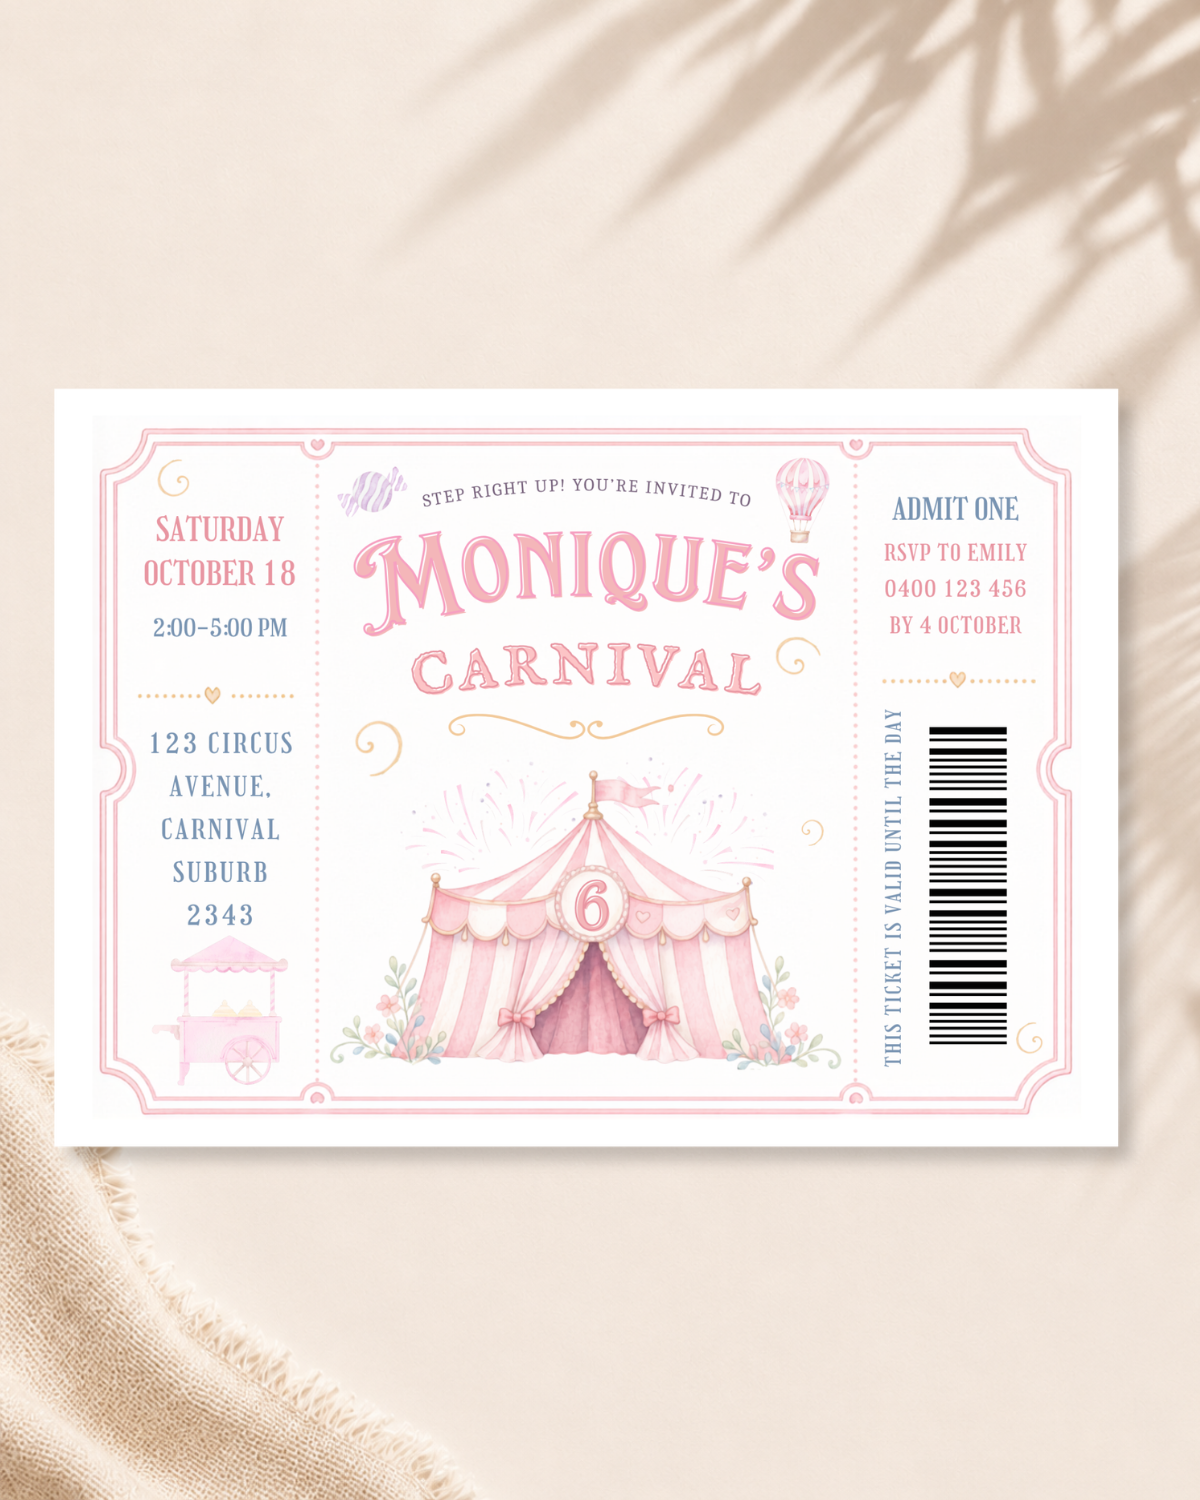 SATURDAY
OCTOBER 18
2:00–5:00 PM
123 CIRCUS
AVENUE,
CARNIVAL
SUBURB
2343
STEP RIGHT UP! YOU'RE INVITED TO
MONIQUE'S
CARNIVAL
6
ADMIT ONE
RSVP TO EMILY
0400 123 456
BY 4 OCTOBER
THIS TICKET IS VALID UNTIL THE DAY